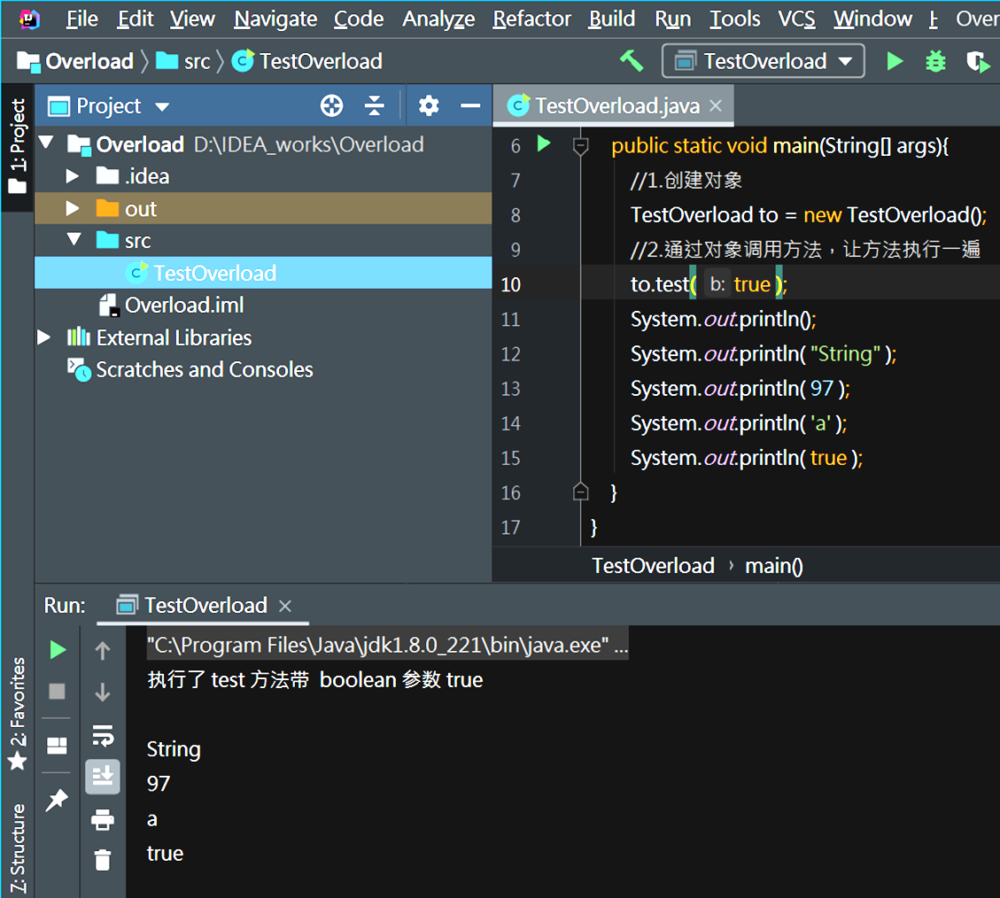 File Edit View Navigate Code Analyze Refactor Build Run Tools VCS Window H Over
Overload src TestOverload TestOverload
1: Project
Project
Overload D:\IDEA_works\Overload
.idea
out
src
TestOverload
Overload.iml
External Libraries
Scratches and Consoles
TestOverload.java
6 public static void main(String[] args){
7 //1.创建对象
8 TestOverload to = new TestOverload();
9 //2.通过对象调用方法，让方法执行一遍
10 to.test( b: true );
11 System.out.println();
12 System.out.println( "String" );
13 System.out.println( 97 );
14 System.out.println( 'a' );
15 System.out.println( true );
16 }
17 }
TestOverload › main()
Run: TestOverload
"C:\Program Files\Java\jdk1.8.0_221\bin\java.exe" ...
执行了 test 方法带 boolean 参数 true
String
97
a
true
2: Favorites
Z: Structure